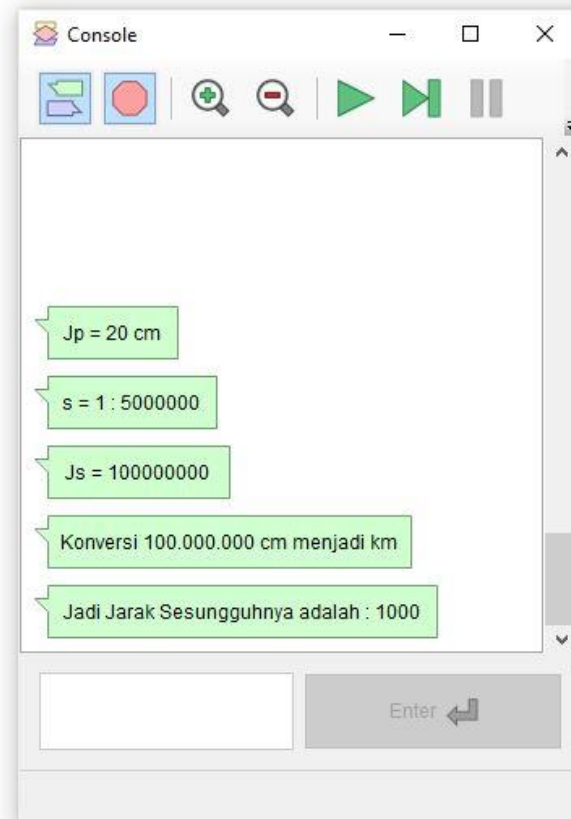 Console
Jp = 20 cm
s = 1 : 5000000
Js = 100000000
Konversi 100.000.000 cm menjadi km
Jadi Jarak Sesungguhnya adalah : 1000
Enter